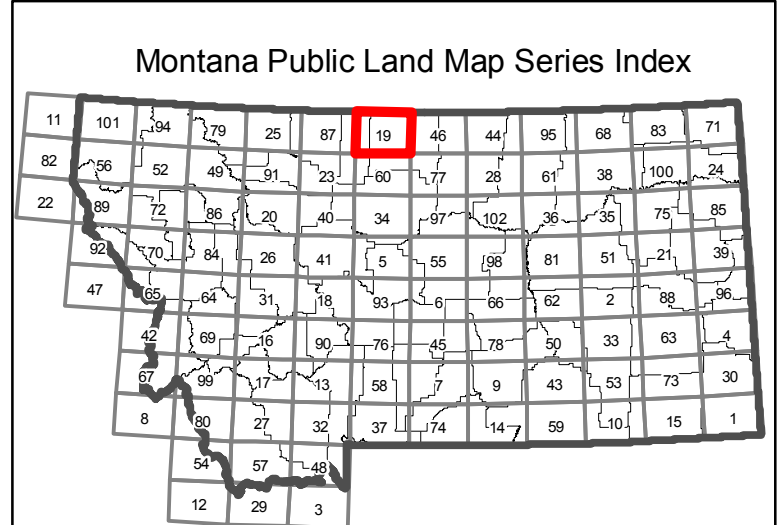 Montana Public Land Map Series Index
11 101 94 79 25 87 19 46 44 95 68 83 71
82 56 52 49 91 23 60 77 28 61 38 100 24
22 89 72 86 20 40 34 97 102 36 35 75 85
92 70 84 26 41 5 55 98 81 51 21 39
47 65 64 31 18 93 6 66 62 2 88 96
42 69 16 90 76 45 78 50 33 63 4
67 99 17 13 58 7 9 43 53 73 30
8 80 27 32 37 74 14 59 10 15 1
54 57 48
12 29 3